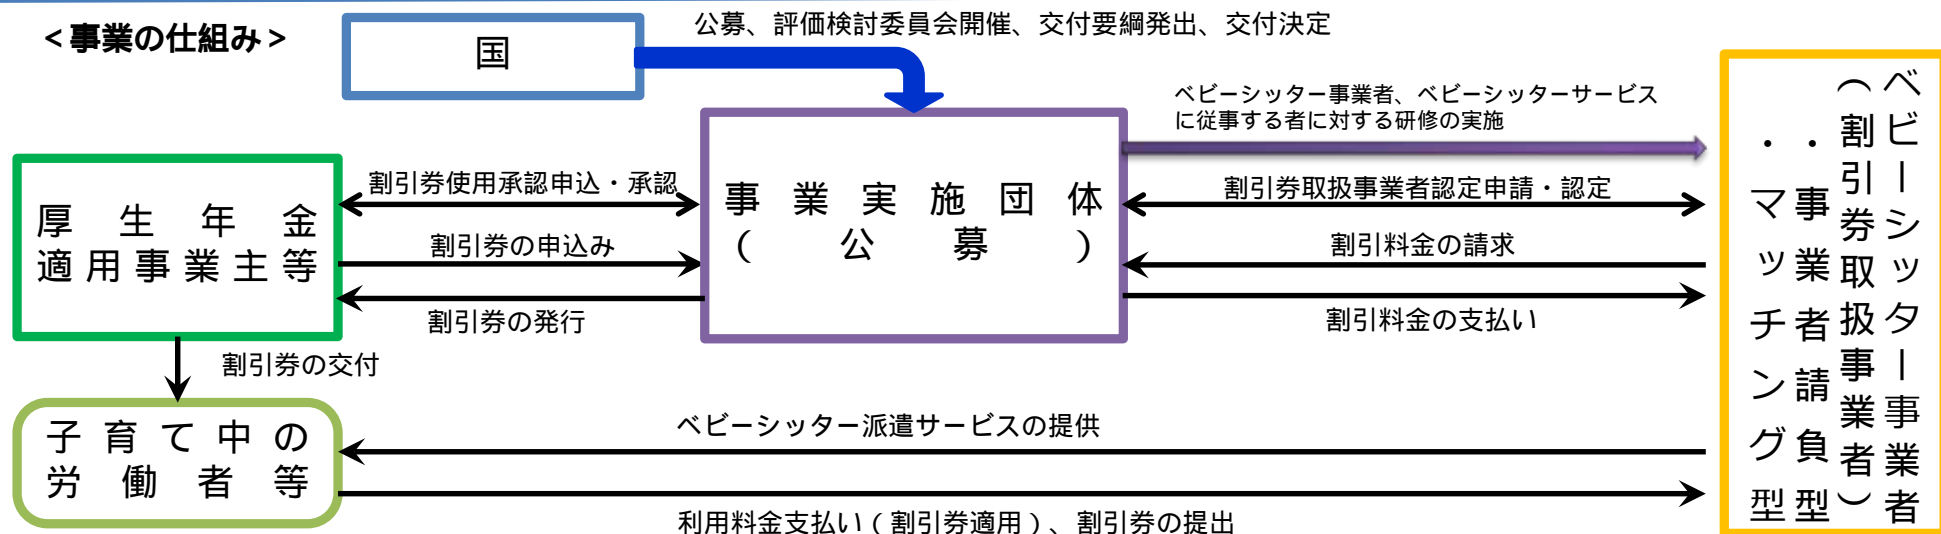 ＜事業の仕組み＞
国
公募、評価検討委員会開催、交付要綱発出、交付決定
ベビーシッター事業者、ベビーシッターサービス
に従事する者に対する研修の実施
厚生年金
適用事業主等
割引券使用承認申込・承認
割引券の申込み
割引券の発行
事業実施団体
（公募）
割引券取扱事業者認定申請・認定
割引料金の請求
割引料金の支払い
ベビーシッター事業者
（割引券取扱事業者）
・事業者請負型
・マッチング型
割引券の交付
子育て中の
労働者等
ベビーシッター派遣サービスの提供
利用料金支払い（割引券適用）、割引券の提出